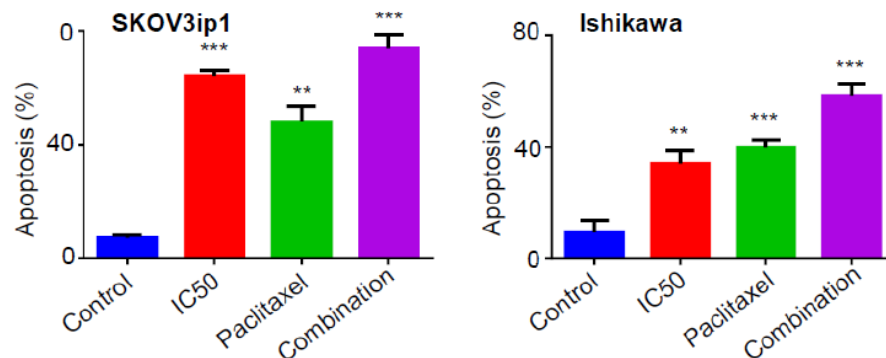 SKOV3ip1
Apoptosis (%)
0
40
0
***
**
***
Control
IC50
Paclitaxel
Combination
Ishikawa
Apoptosis (%)
80
40
0
**
***
***
Control
IC50
Paclitaxel
Combination